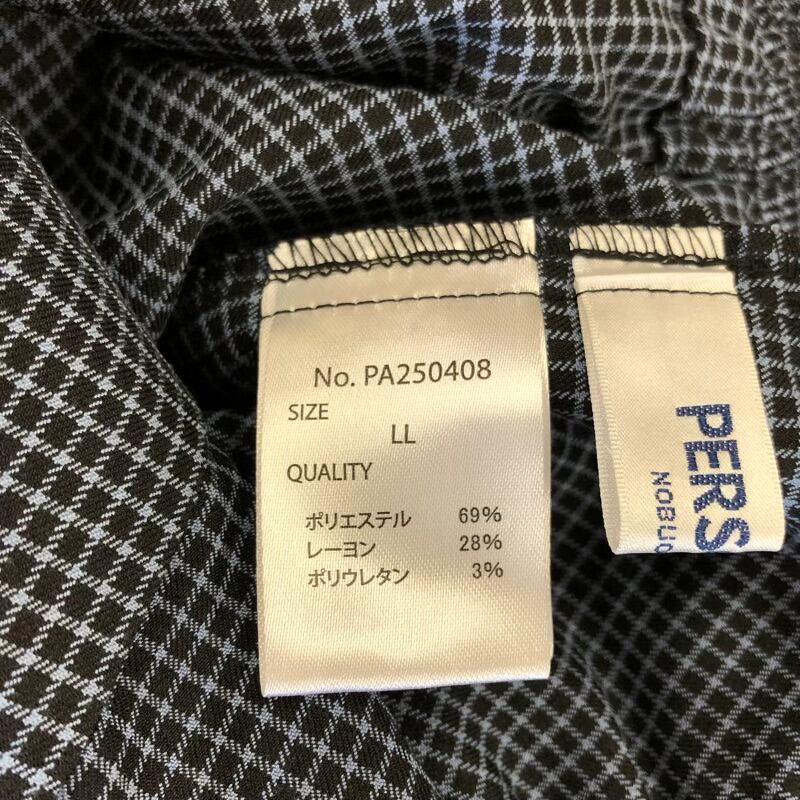 No. PA250408
SIZE
LL
QUALITY
ポリエステル 69%
レーヨン 28%
ポリウレタン 3%
PERS
NOBUO